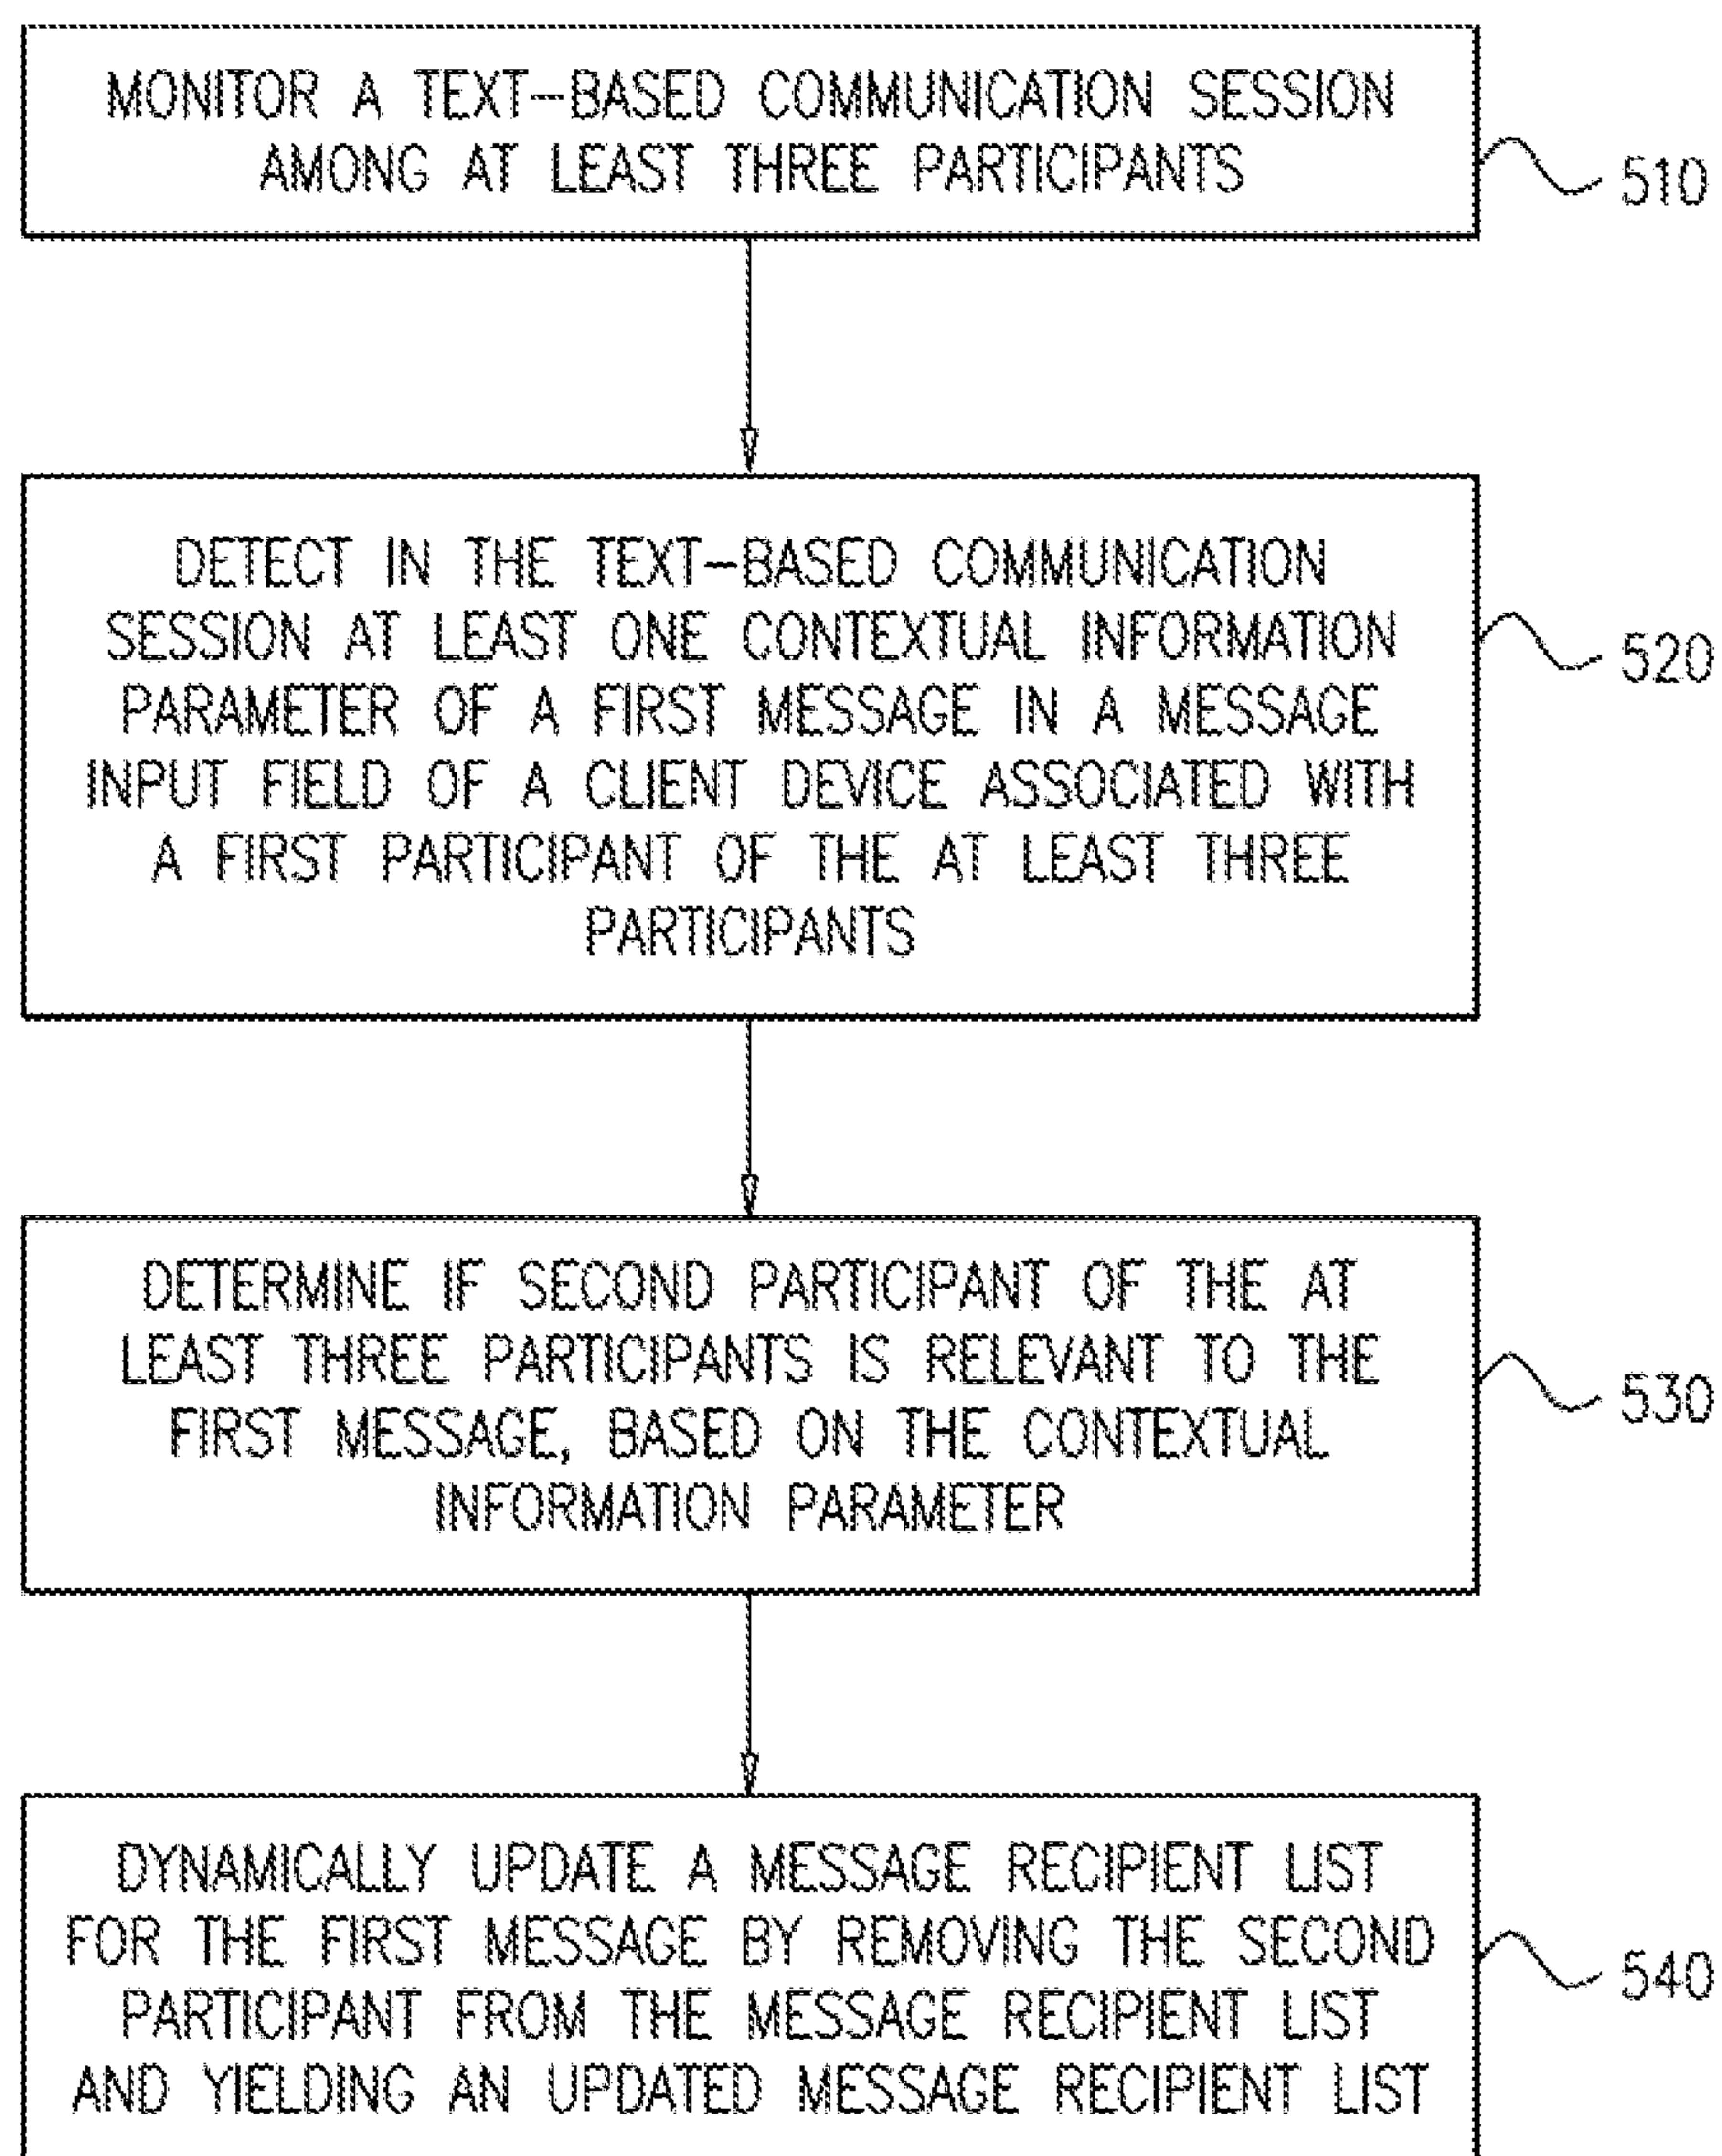 MONITOR A TEXT-BASED COMMUNICATION SESSION
AMONG AT LEAST THREE PARTICIPANTS
510
DETECT IN THE TEXT-BASED COMMUNICATION
SESSION AT LEAST ONE CONTEXTUAL INFORMATION
PARAMETER OF A FIRST MESSAGE IN A MESSAGE
INPUT FIELD OF A CLIENT DEVICE ASSOCIATED WITH
A FIRST PARTICIPANT OF THE AT LEAST THREE
PARTICIPANTS
520
DETERMINE IF SECOND PARTICIPANT OF THE AT
LEAST THREE PARTICIPANTS IS RELEVANT TO THE
FIRST MESSAGE, BASED ON THE CONTEXTUAL
INFORMATION PARAMETER
530
DYNAMICALLY UPDATE A MESSAGE RECIPIENT LIST
FOR THE FIRST MESSAGE BY REMOVING THE SECOND
PARTICIPANT FROM THE MESSAGE RECIPIENT LIST
AND YIELDING AN UPDATED MESSAGE RECIPIENT LIST
540